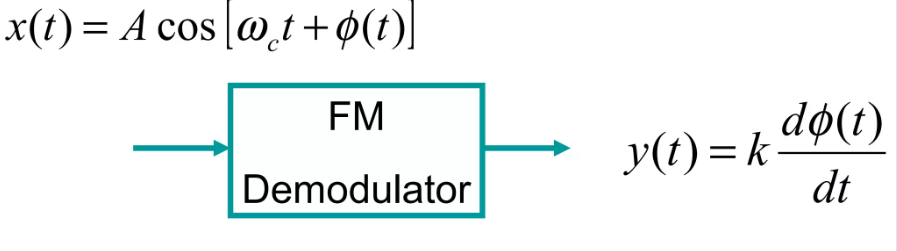 x(t) = A cos [ω_c t + ϕ(t)]
FM
Demodulator
y(t) = k dϕ(t)/dt